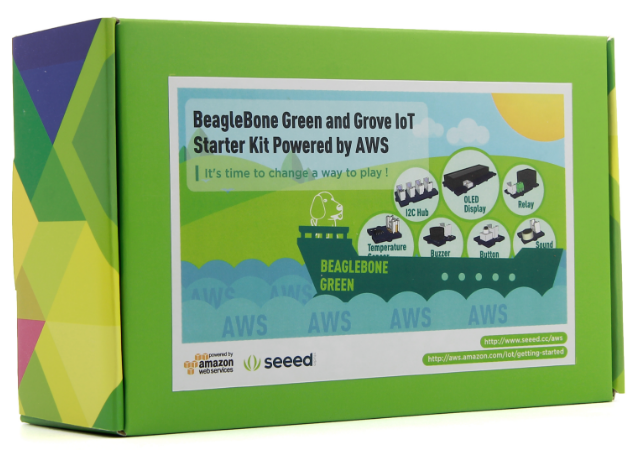 BeagleBone Green and Grove IoT
Starter Kit Powered by AWS
It's time to change a way to play !
I2C Hub
OLED
Display
Relay
Temperature
Buzzer
Button
Sound
BEAGLEBONE
GREEN
AWS
AWS
AWS
AWS
AWS
AWS
powered by
amazon
web services
seeed
http://www.seeed.cc/aws
http://aws.amazon.com/iot/getting-started